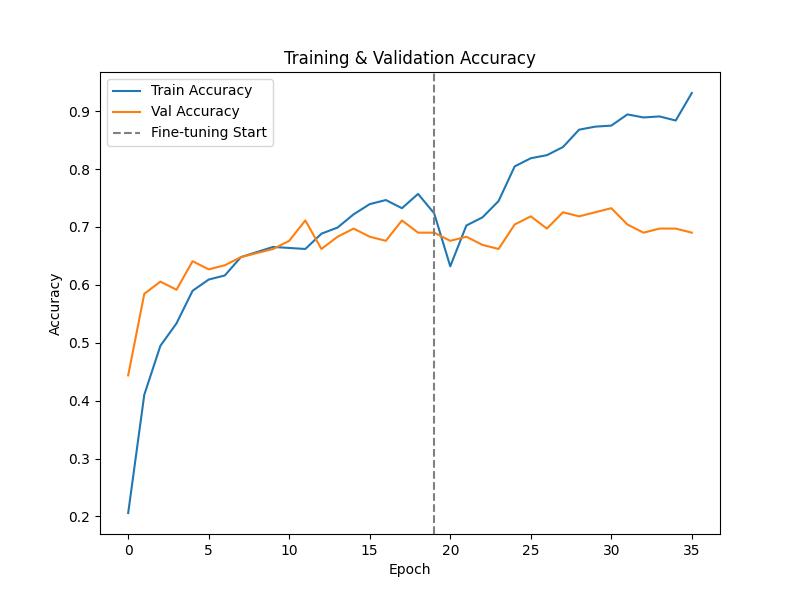 Training & Validation Accuracy
Train Accuracy
Val Accuracy
Fine-tuning Start
Accuracy
0.9
0.8
0.7
0.6
0.5
0.4
0.3
0.2
0 5 10 15 20 25 30 35
Epoch